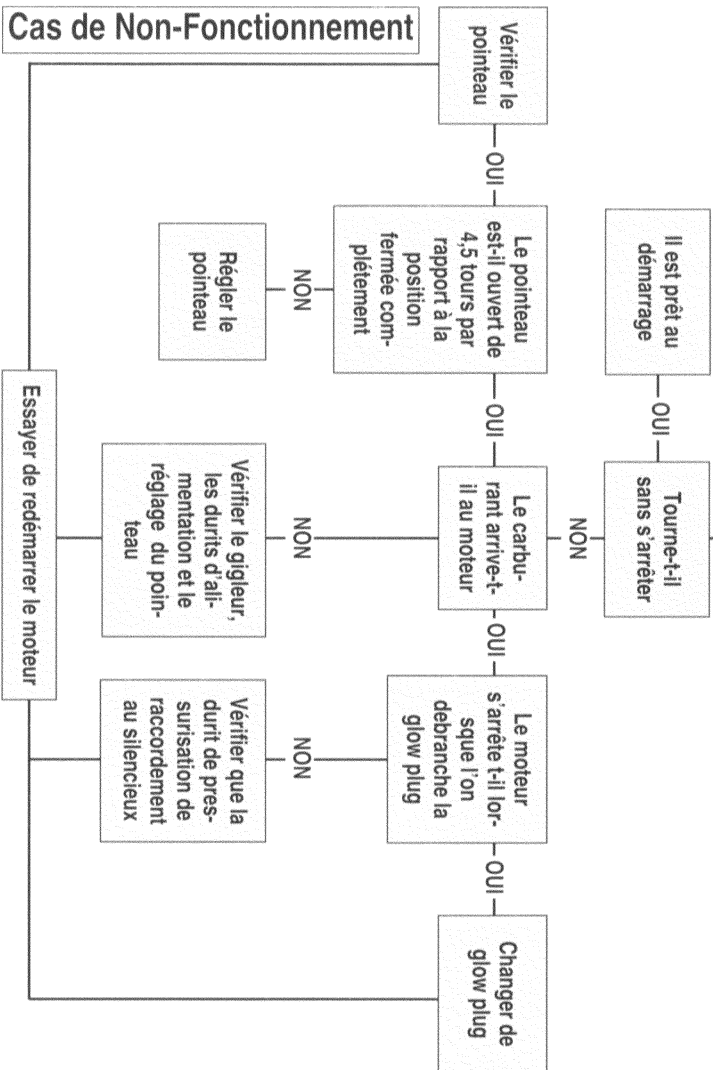 Cas de Non-Fonctionnement
Il est prêt au
démarrage
OUI
Tourne-t-il
sans s'arrêter
NON
Vérifier le
pointeau
OUI
Le pointeau
est-il ouvert de
4,5 tours par
rapport à la
position
fermée com-
plétement
OUI
Le carbu-
rant arrive-t-
il au moteur
OUI
Le moteur
s'arrête t-il lor-
sque l'on
debranche la
glow plug
OUI
Changer de
glow plug
NON
Régler le
pointeau
NON
Vérifier le gigleur,
les durits d'ali-
mentation et le
réglage du poin-
teau
NON
Vérifier que la
durit de pres-
surisation de
raccordement
au silencieux
Essayer de redémarrer le moteur